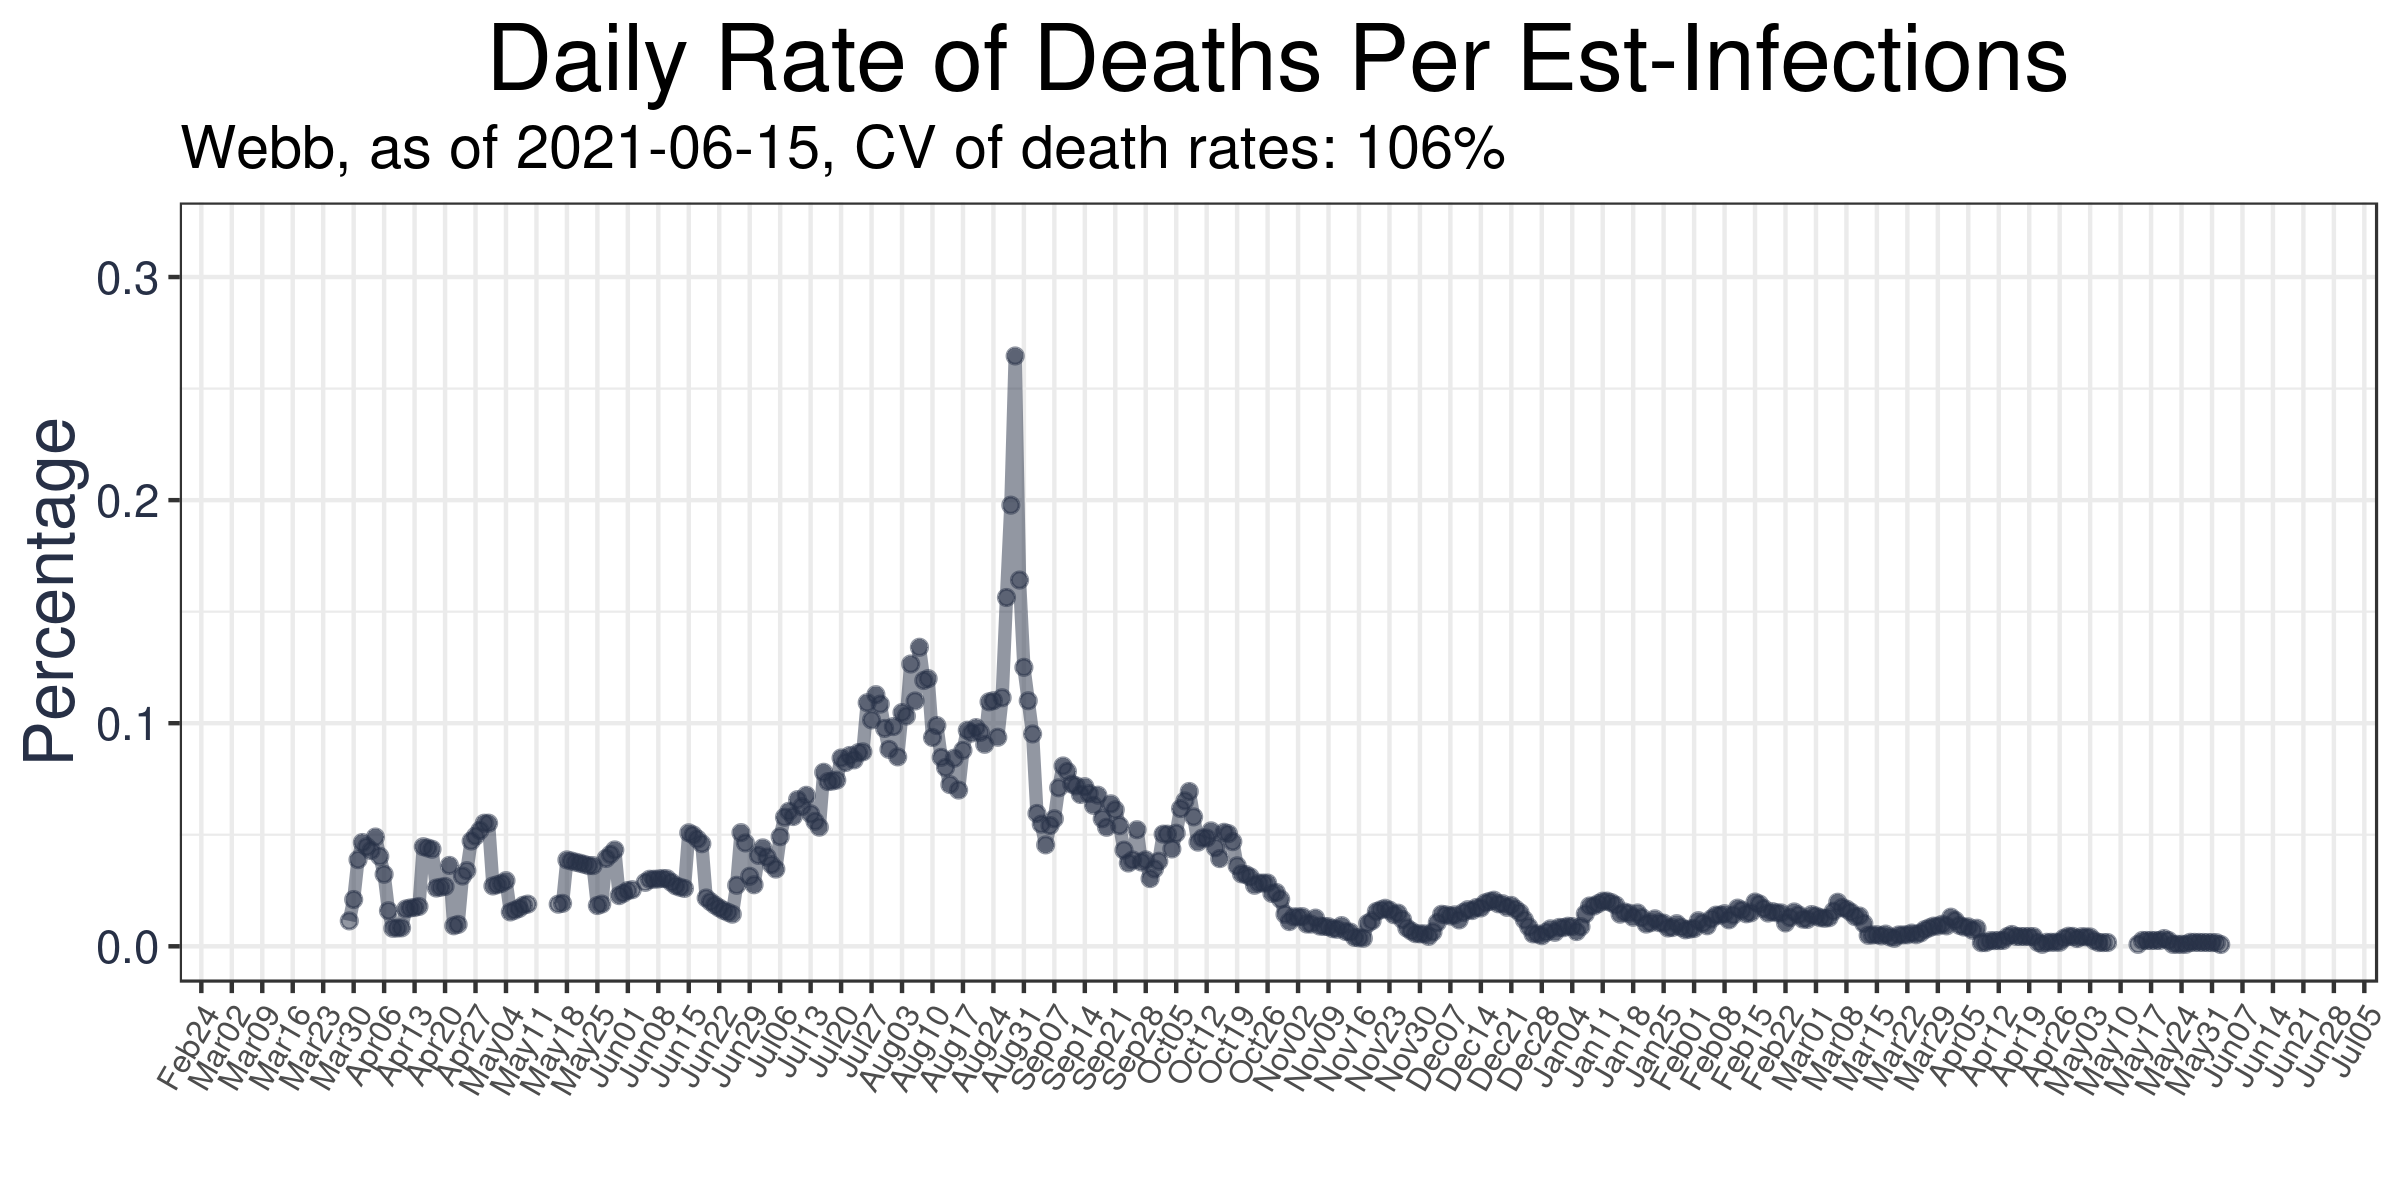 Daily Rate of Deaths Per Est-Infections
Webb, as of 2021-06-15, CV of death rates: 106%
Percentage
0.3
0.2
0.1
0.0
Feb24
Mar02
Mar09
Mar16
Mar23
Mar30
Apr06
Apr13
Apr20
Apr27
May04
May11
May18
May25
Jun01
Jun08
Jun15
Jun22
Jun29
Jul06
Jul13
Jul20
Jul27
Aug03
Aug10
Aug17
Aug24
Aug31
Sep07
Sep14
Sep21
Sep28
Oct05
Oct12
Oct19
Oct26
Nov02
Nov09
Nov16
Nov23
Nov30
Dec07
Dec14
Dec21
Dec28
Jan04
Jan11
Jan18
Jan25
Feb01
Feb08
Feb15
Feb22
Mar01
Mar08
Mar15
Mar22
Mar29
Apr05
Apr12
Apr19
Apr26
May03
May10
May17
May24
May31
Jun07
Jun14
Jun21
Jun28
Jul05